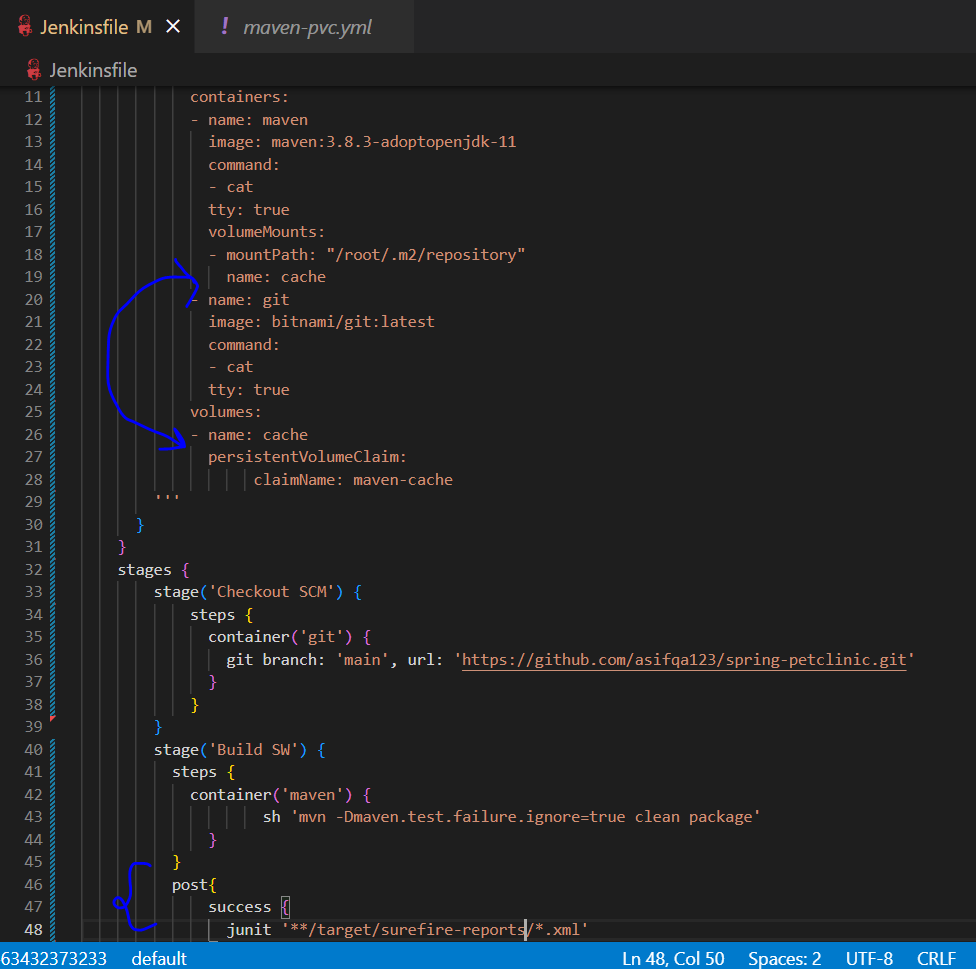 Jenkinsfile M ×
! maven-pvc.yml
Jenkinsfile
11 containers:
12 - name: maven
13 image: maven:3.8.3-adoptopenjdk-11
14 command:
15 - cat
16 tty: true
17 volumeMounts:
18 - mountPath: "/root/.m2/repository"
19 name: cache
20 - name: git
21 image: bitnami/git:latest
22 command:
23 - cat
24 tty: true
25 volumes:
26 - name: cache
27 persistentVolumeClaim:
28 claimName: maven-cache
29 '''
30 }
31 }
32 stages {
33 stage('Checkout SCM') {
34 steps {
35 container('git') {
36 git branch: 'main', url: 'https://github.com/asifqa123/spring-petclinic.git'
37 }
38 }
39 }
40 stage('Build SW') {
41 steps {
42 container('maven') {
43 sh 'mvn -Dmaven.test.failure.ignore=true clean package'
44 }
45 }
46 post{
47 success {
48 junit '**/target/surefire-reports/*.xml'
63432373233 default Ln 48, Col 50 Spaces: 2 UTF-8 CRLF